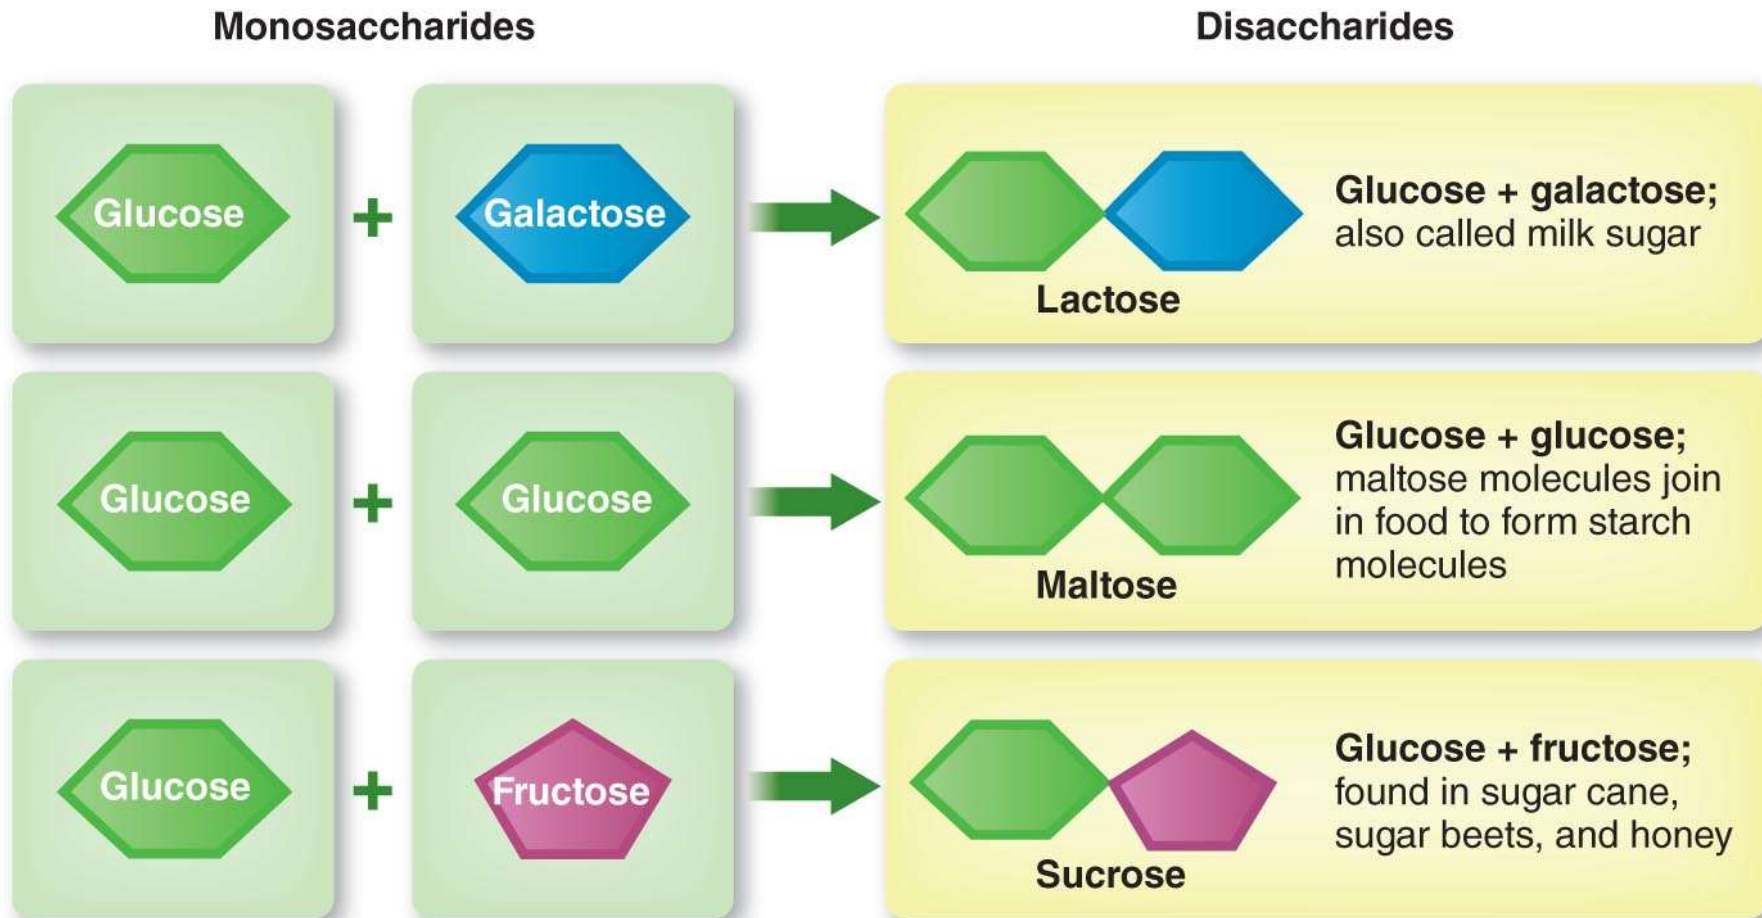 Monosaccharides
Disaccharides
Glucose
+
Galactose
Lactose
Glucose + galactose;
also called milk sugar
Glucose
+
Glucose
Maltose
Glucose + glucose;
maltose molecules join
in food to form starch
molecules
Glucose
+
Fructose
Sucrose
Glucose + fructose;
found in sugar cane,
sugar beets, and honey